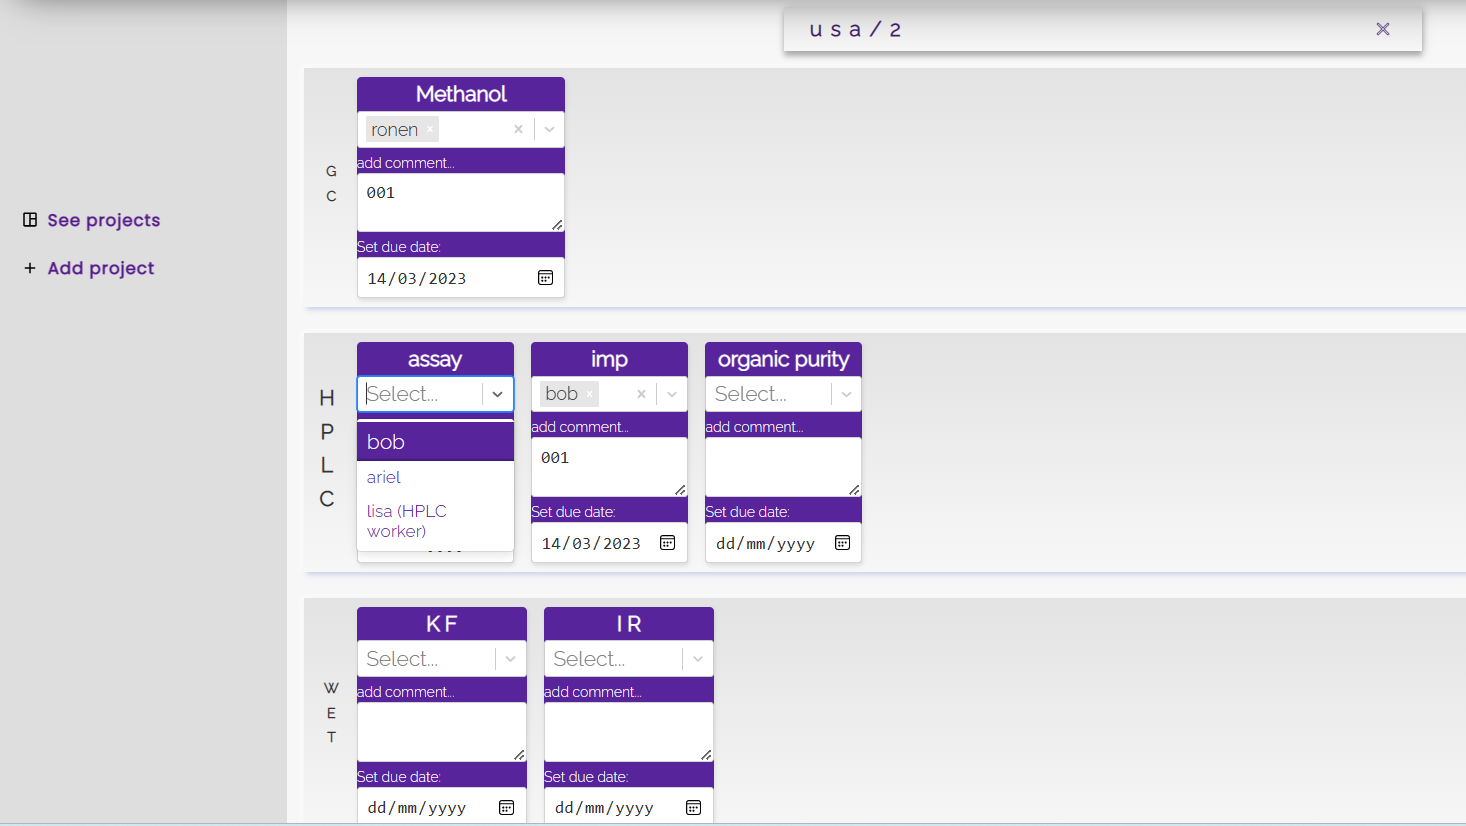 usa/2
See projects
Add project
G
C
Methanol
ronen
add comment...
001
Set due date:
14/03/2023
H
P
L
C
assay
Select...
bob
ariel
lisa (HPLC
worker)
imp
bob
add comment...
001
Set due date:
14/03/2023
organic purity
Select...
add comment...
Set due date:
dd/mm/yyyy
W
E
T
KF
Select...
add comment...
Set due date:
dd/mm/yyyy
IR
Select...
add comment...
Set due date:
dd/mm/yyyy